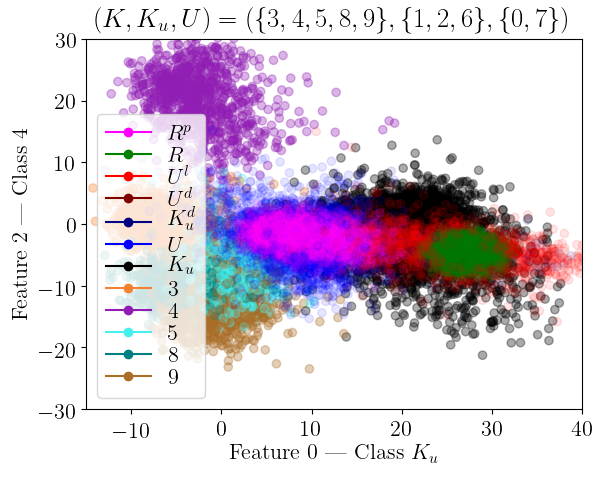 (K, K_u, U) = ({3, 4, 5, 8, 9}, {1, 2, 6}, {0, 7})
30
20
10
0
−10
−20
−30
Feature 2 — Class 4
R^p
R
U^l
U^d
K_u^d
U
K_u
3
4
5
8
9
−10 0 10 20 30 40
Feature 0 — Class K_u